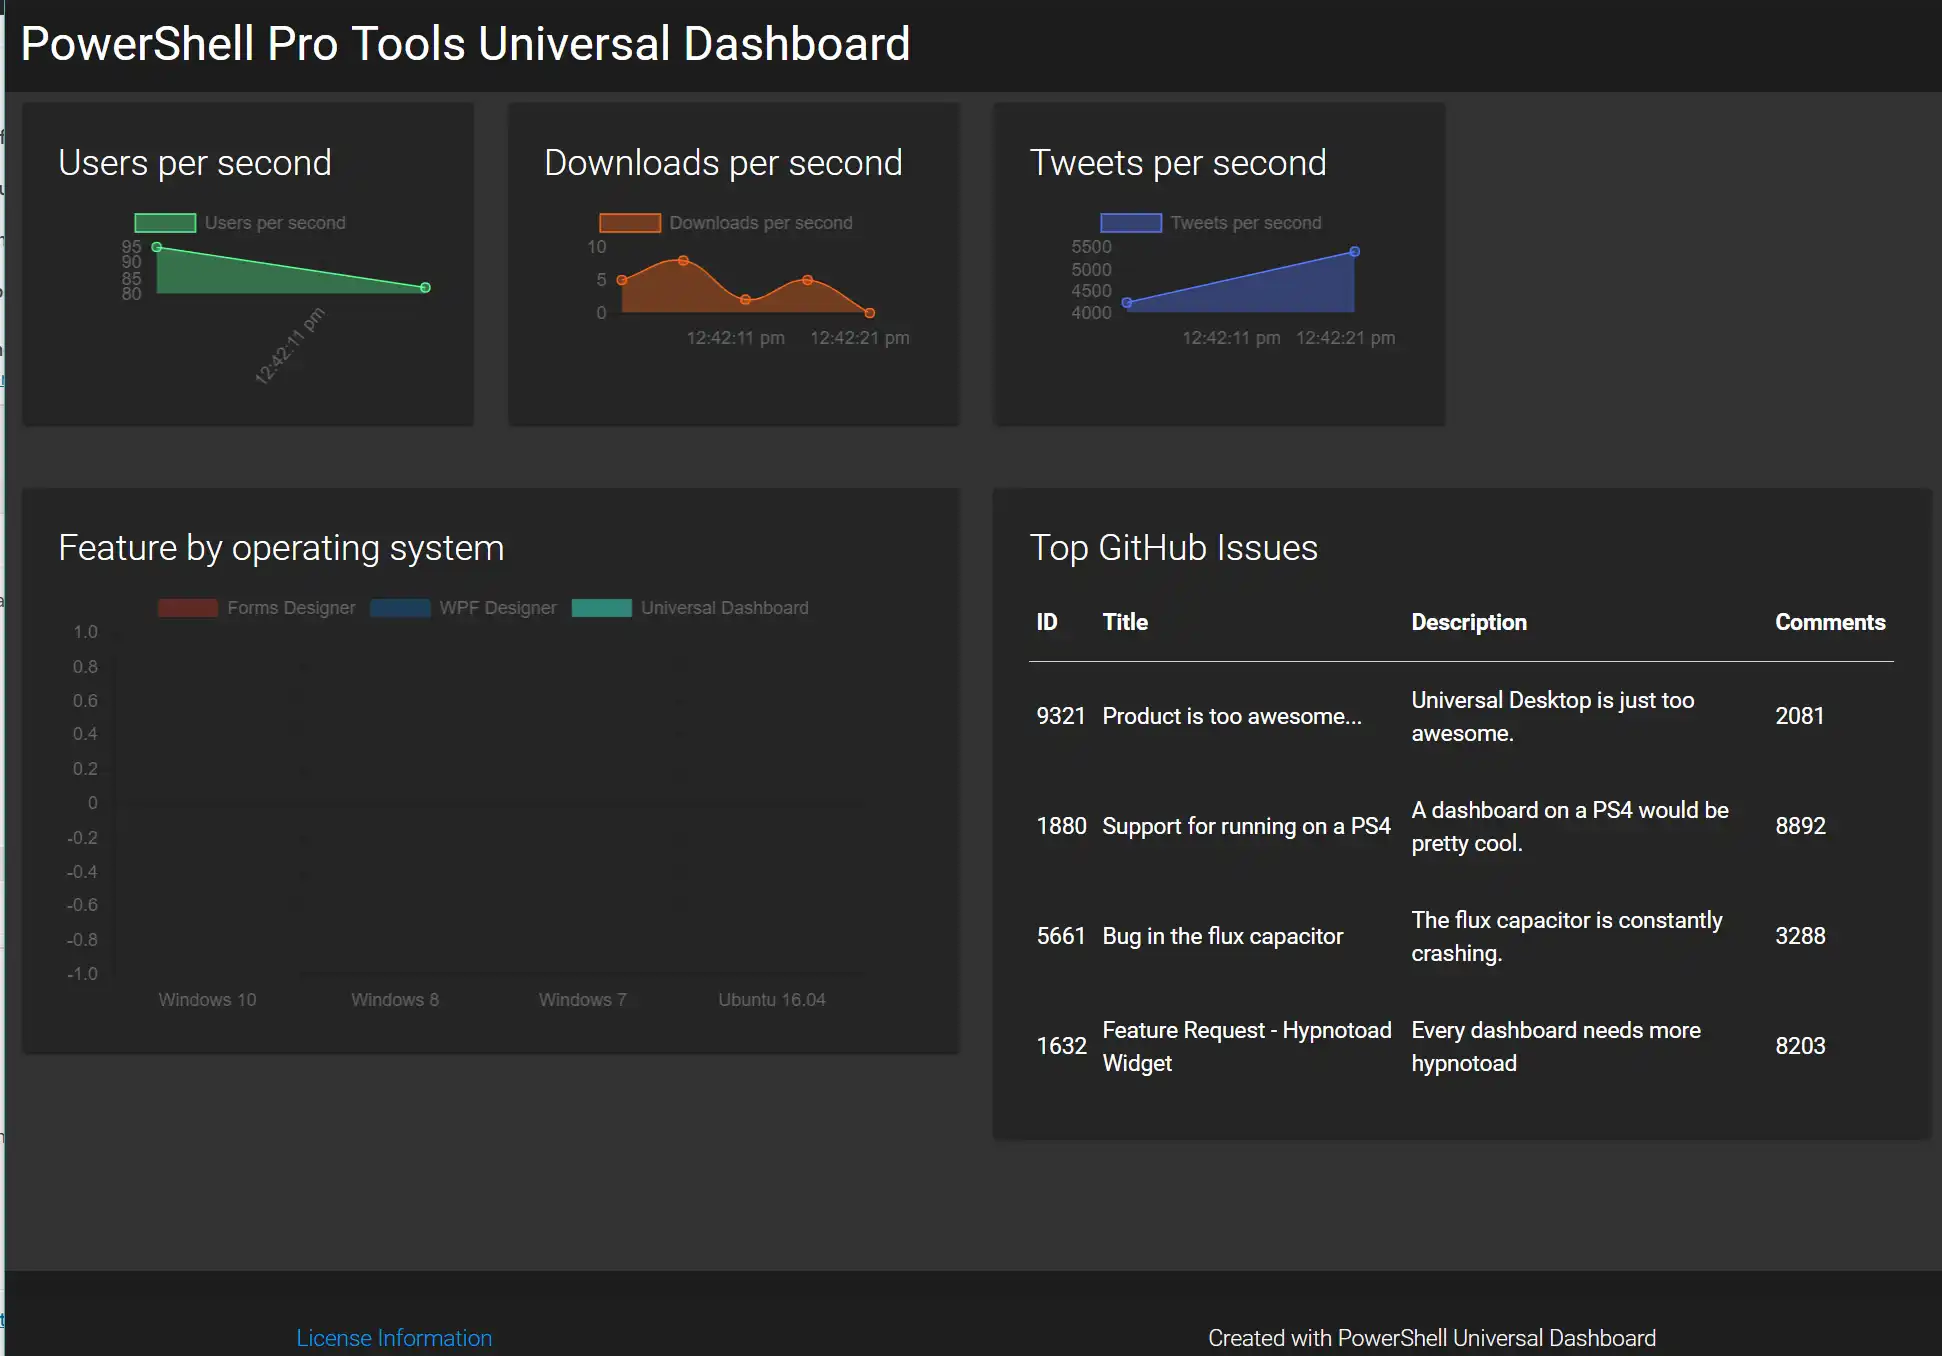 PowerShell Pro Tools Universal Dashboard
Users per second
Users per second
95
90
85
80
12:42:11 pm
Downloads per second
Downloads per second
10
5
0
12:42:11 pm 12:42:21 pm
Tweets per second
Tweets per second
5500
5000
4500
4000
12:42:11 pm 12:42:21 pm
Feature by operating system
Forms Designer WPF Designer Universal Dashboard
1.0
0.8
0.6
0.4
0.2
0
-0.2
-0.4
-0.6
-0.8
-1.0
Windows 10 Windows 8 Windows 7 Ubuntu 16.04
Top GitHub Issues
ID Title Description Comments
9321 Product is too awesome... Universal Desktop is just too 2081
awesome.
1880 Support for running on a PS4 A dashboard on a PS4 would be 8892
pretty cool.
5661 Bug in the flux capacitor The flux capacitor is constantly 3288
crashing.
1632 Feature Request - Hypnotoad Every dashboard needs more 8203
Widget hypnotoad
License Information Created with PowerShell Universal Dashboard